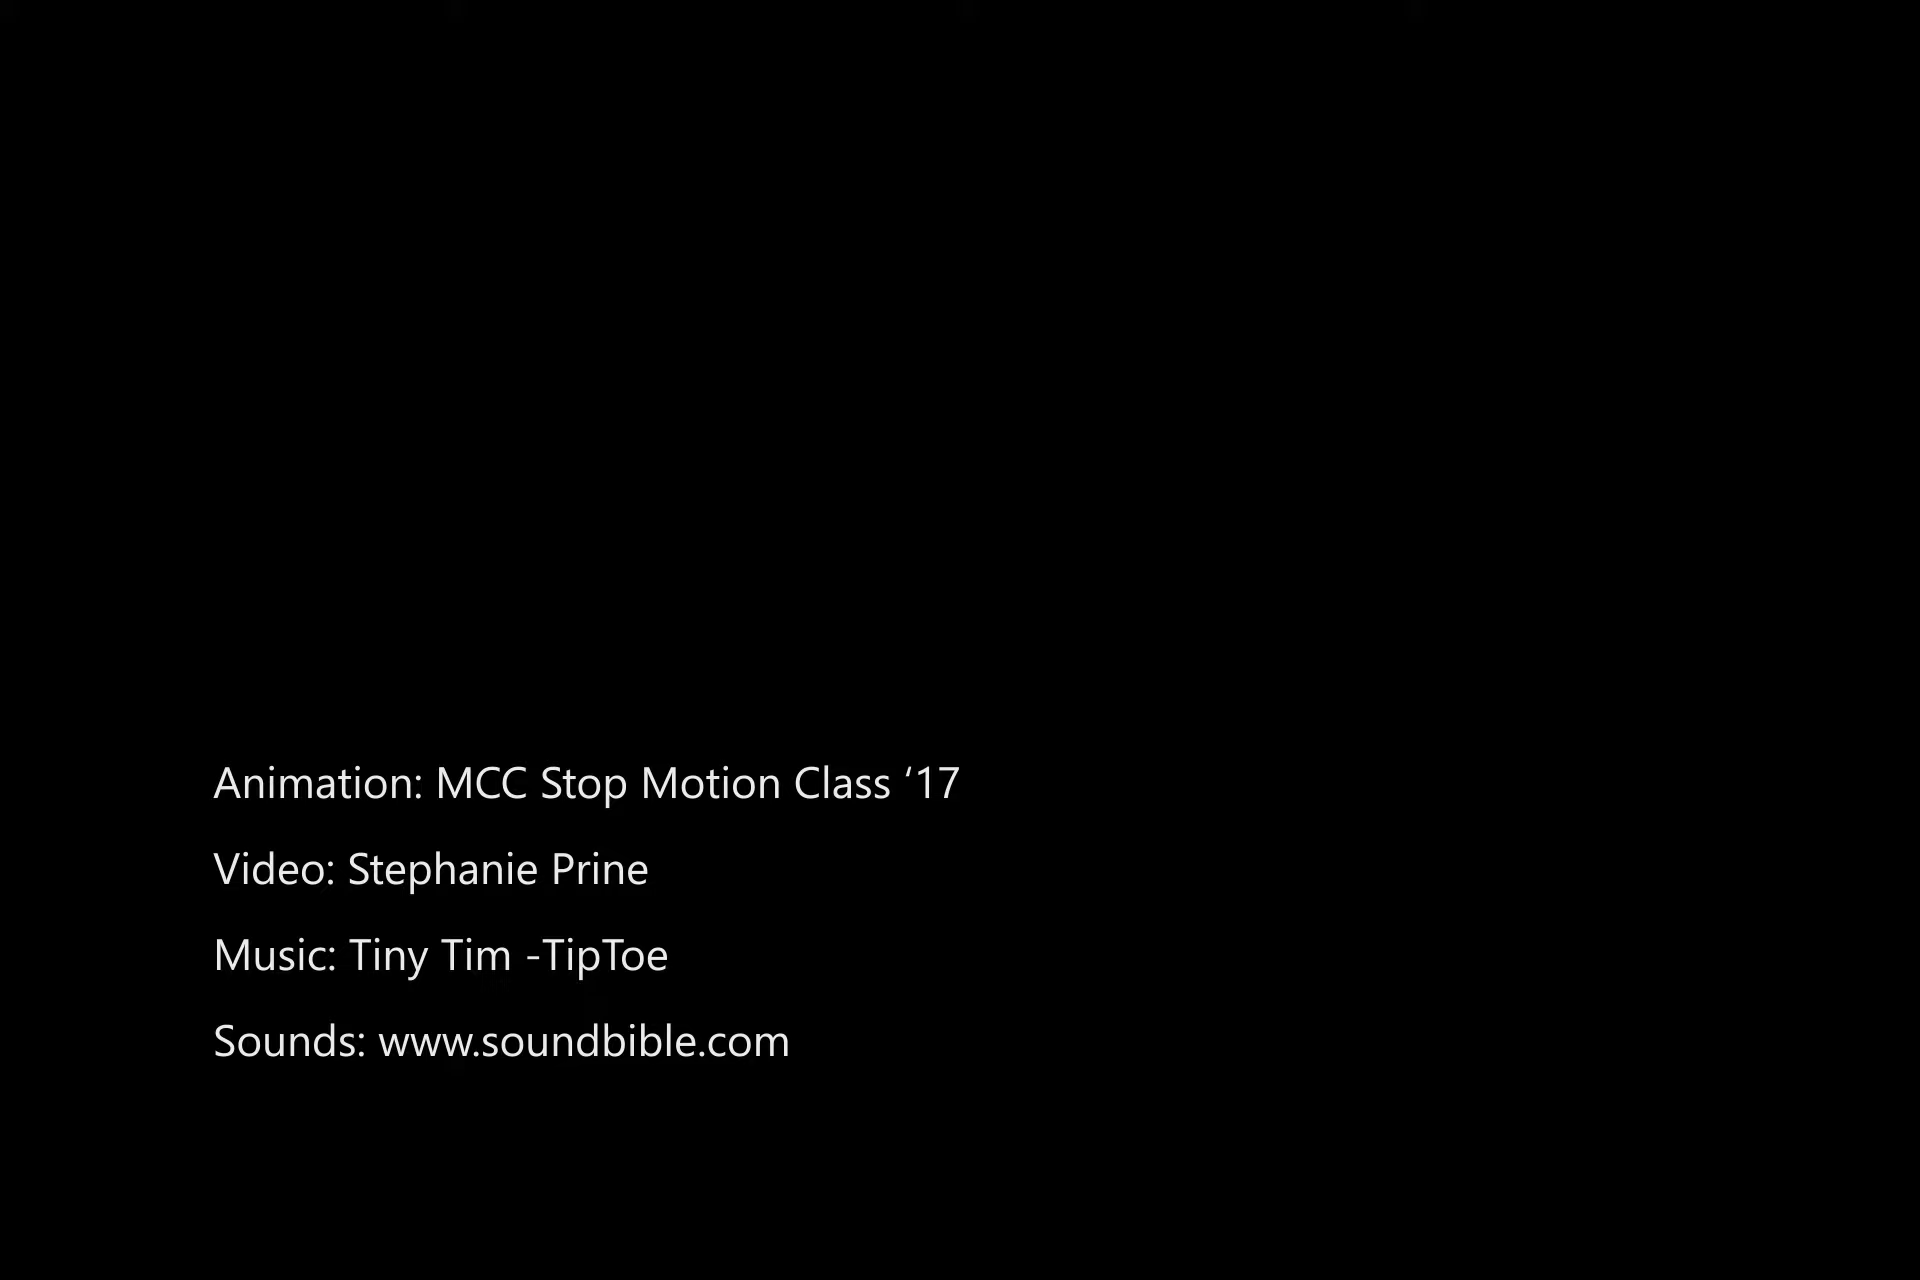 Animation: MCC Stop Motion Class ‘17
Video: Stephanie Prine
Music: Tiny Tim -TipToe
Sounds: www.soundbible.com